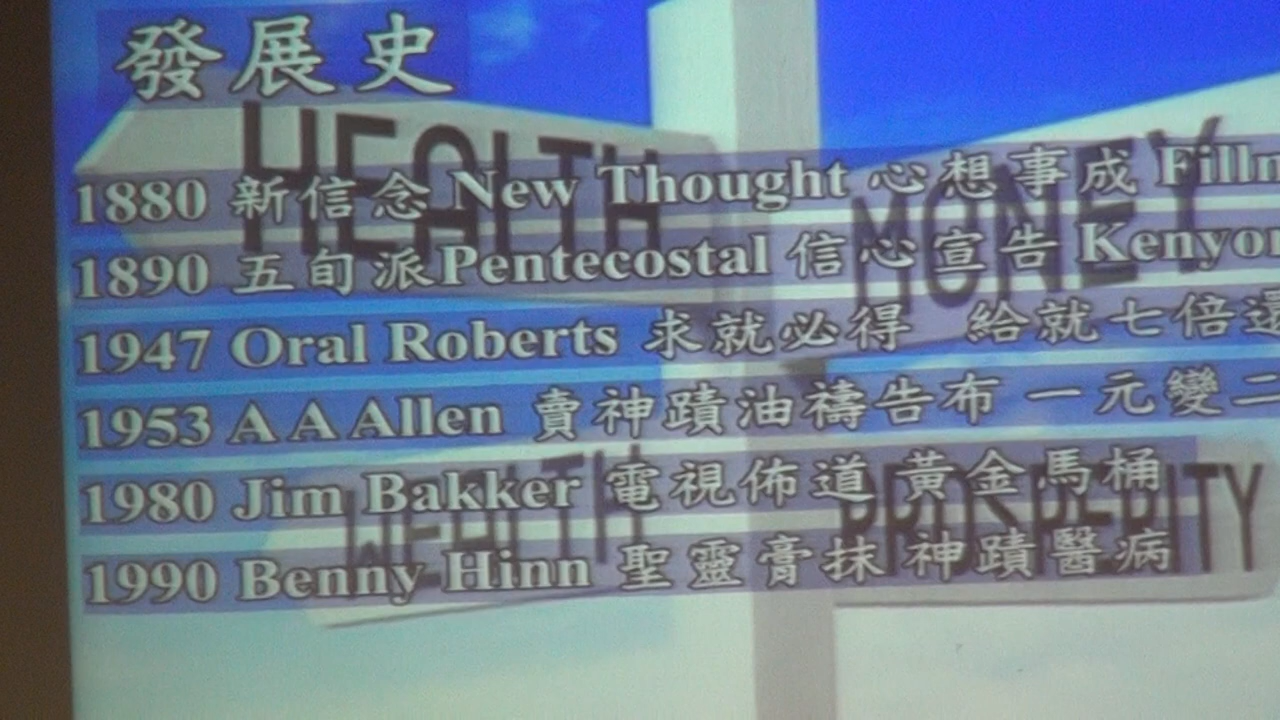 發展史
HEALTH
MONEY
1880 新信念 New Thought 心想事成 Fillm
1890 五旬派Pentecostal 信心宣告 Kenyon
1947 Oral Roberts 求就必得 給就七倍還
1953 A A Allen 賣神蹟油禱告布 一元變二
1980 Jim Bakker 電視佈道 黃金馬桶
WEALTH
PROSPERITY
1990 Benny Hinn 聖靈膏抹 神蹟醫病